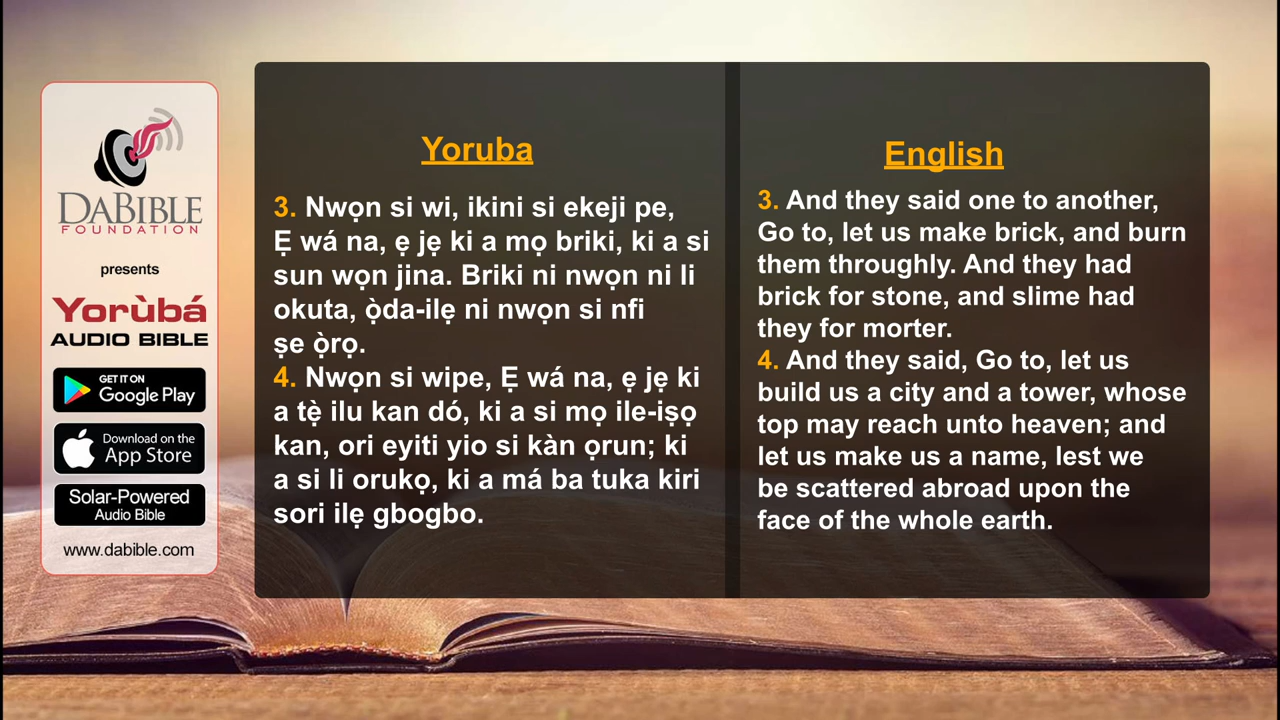 DABIBLE
FOUNDATION
presents
Yorùbá
AUDIO BIBLE
GET IT ON
Google Play
Download on the
App Store
Solar-Powered
Audio Bible
www.dabible.com
Yoruba
3. Nwọn si wi, ikini si ekeji pe,
Ẹ wá na, ẹ jẹ ki a mọ briki, ki a si
sun wọn jina. Briki ni nwọn ni li
okuta, ọ̀da-ilẹ ni nwọn si nfi
ṣe ọ̀rọ.
4. Nwọn si wipe, Ẹ wá na, ẹ jẹ ki
a tẹ̀ ilu kan dó, ki a si mọ ile-iṣọ
kan, ori eyiti yio si kàn ọrun; ki
a si li orukọ, ki a má ba tuka kiri
sori ilẹ gbogbo.
English
3. And they said one to another,
Go to, let us make brick, and burn
them throughly. And they had
brick for stone, and slime had
they for morter.
4. And they said, Go to, let us
build us a city and a tower, whose
top may reach unto heaven; and
let us make us a name, lest we
be scattered abroad upon the
face of the whole earth.